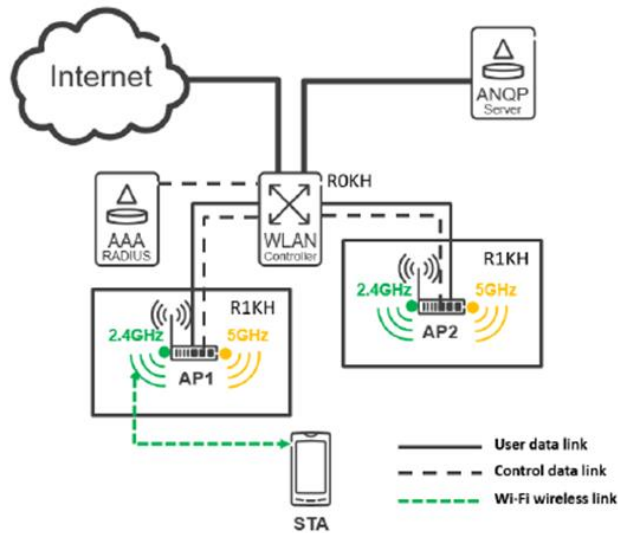 Internet
ANQP
Server
R0KH
AAA
RADIUS
WLAN
Controller
R1KH
2.4GHz
5GHz
AP2
R1KH
2.4GHz
5GHz
AP1
STA
User data link
Control data link
Wi-Fi wireless link